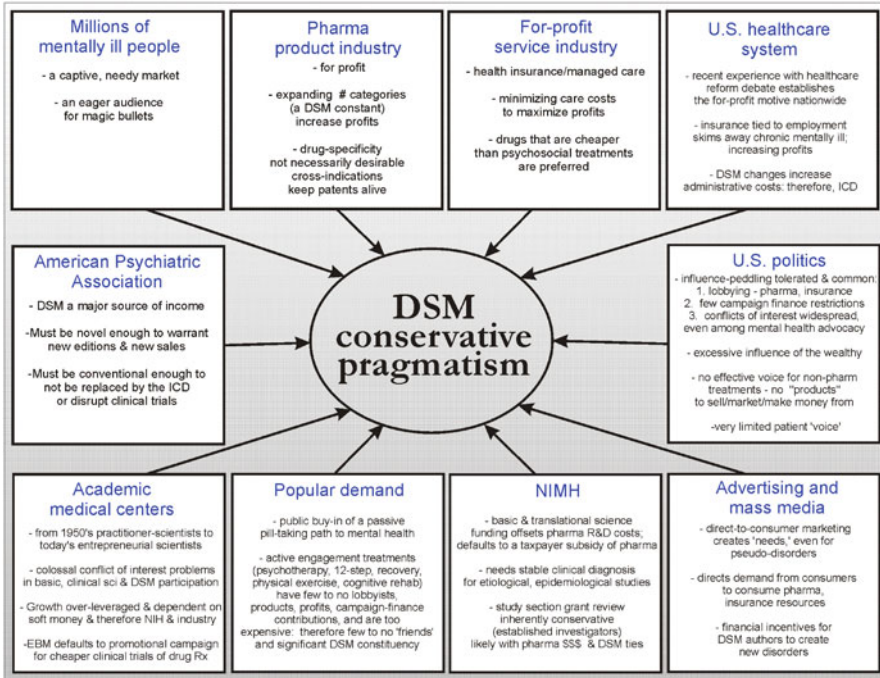 Millions of
mentally ill people
- a captive, needy market
- an eager audience
for magic bullets
Pharma
product industry
- for profit
- expanding # categories
(a DSM constant)
increase profits
- drug-specificity
not necessarily desirable
cross-indications
keep patents alive
For-profit
service industry
- health insurance/managed care
- minimizing care costs
to maximize profits
- drugs that are cheaper
than psychosocial treatments
are preferred
U.S. healthcare
system
- recent experience with healthcare
reform debate establishes
the for-profit motive nationwide
- insurance tied to employment
skims away chronic mentally ill;
increasing profits
- DSM changes increase
administrative costs: therefore, ICD
American Psychiatric
Association
- DSM a major source of income
-Must be novel enough to warrant
new editions & new sales
-Must be conventional enough to
not be replaced by the ICD
or disrupt clinical trials
DSM
conservative
pragmatism
U.S. politics
- influence-peddling tolerated & common:
1. lobbying - pharma, insurance
2. few campaign finance restrictions
3. conflicts of interest widespread,
even among mental health advocacy
- excessive influence of the wealthy
- no effective voice for non-pharm
treatments - no "products"
to sell/market/make money from
-very limited patient 'voice'
Academic
medical centers
- from 1950's practitioner-scientists to
today's entrepreneurial scientists
- colossal conflict of interest problems
in basic, clinical sci & DSM participation
- Growth over-leveraged & dependent on
soft money & therefore NIH & industry
-EBM defaults to promotional campaign
for cheaper clinical trials of drug Rx
Popular demand
- public buy-in of a passive
pill-taking path to mental health
- active engagement treatments
(psychotherapy, 12-step, recovery,
physical exercise, cognitive rehab)
have few to no lobbyists,
products, profits, campaign-finance
contributions, and are too
expensive: therefore few to no 'friends'
and significant DSM constituency
NIMH
- basic & translational science
funding offsets pharma R&D costs;
defaults to a taxpayer subsidy of pharma
- needs stable clinical diagnosis
for etiological, epidemiological studies
- study section grant review
inherently conservative
(established investigators)
likely with pharma $$$ & DSM ties
Advertising and
mass media
- direct-to-consumer marketing
creates 'needs,' even for
pseudo-disorders
- directs demand from consumers
to consume pharma,
insurance resources
- financial incentives for
DSM authors to create
new disorders